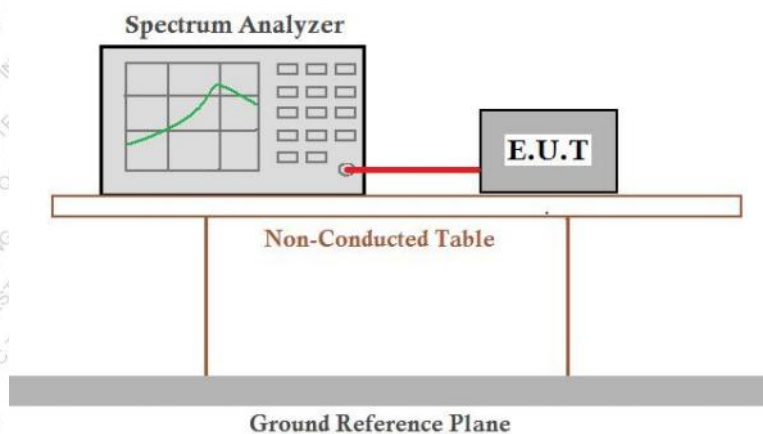 Spectrum Analyzer
E.U.T
Non-Conducted Table
Ground Reference Plane